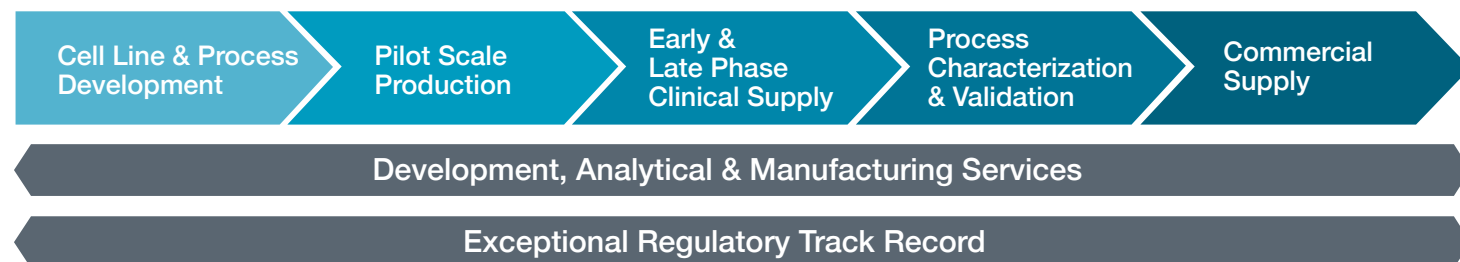 Cell Line & Process
Development
Pilot Scale
Production
Early &
Late Phase
Clinical Supply
Process
Characterization
& Validation
Commercial
Supply
Development, Analytical & Manufacturing Services
Exceptional Regulatory Track Record